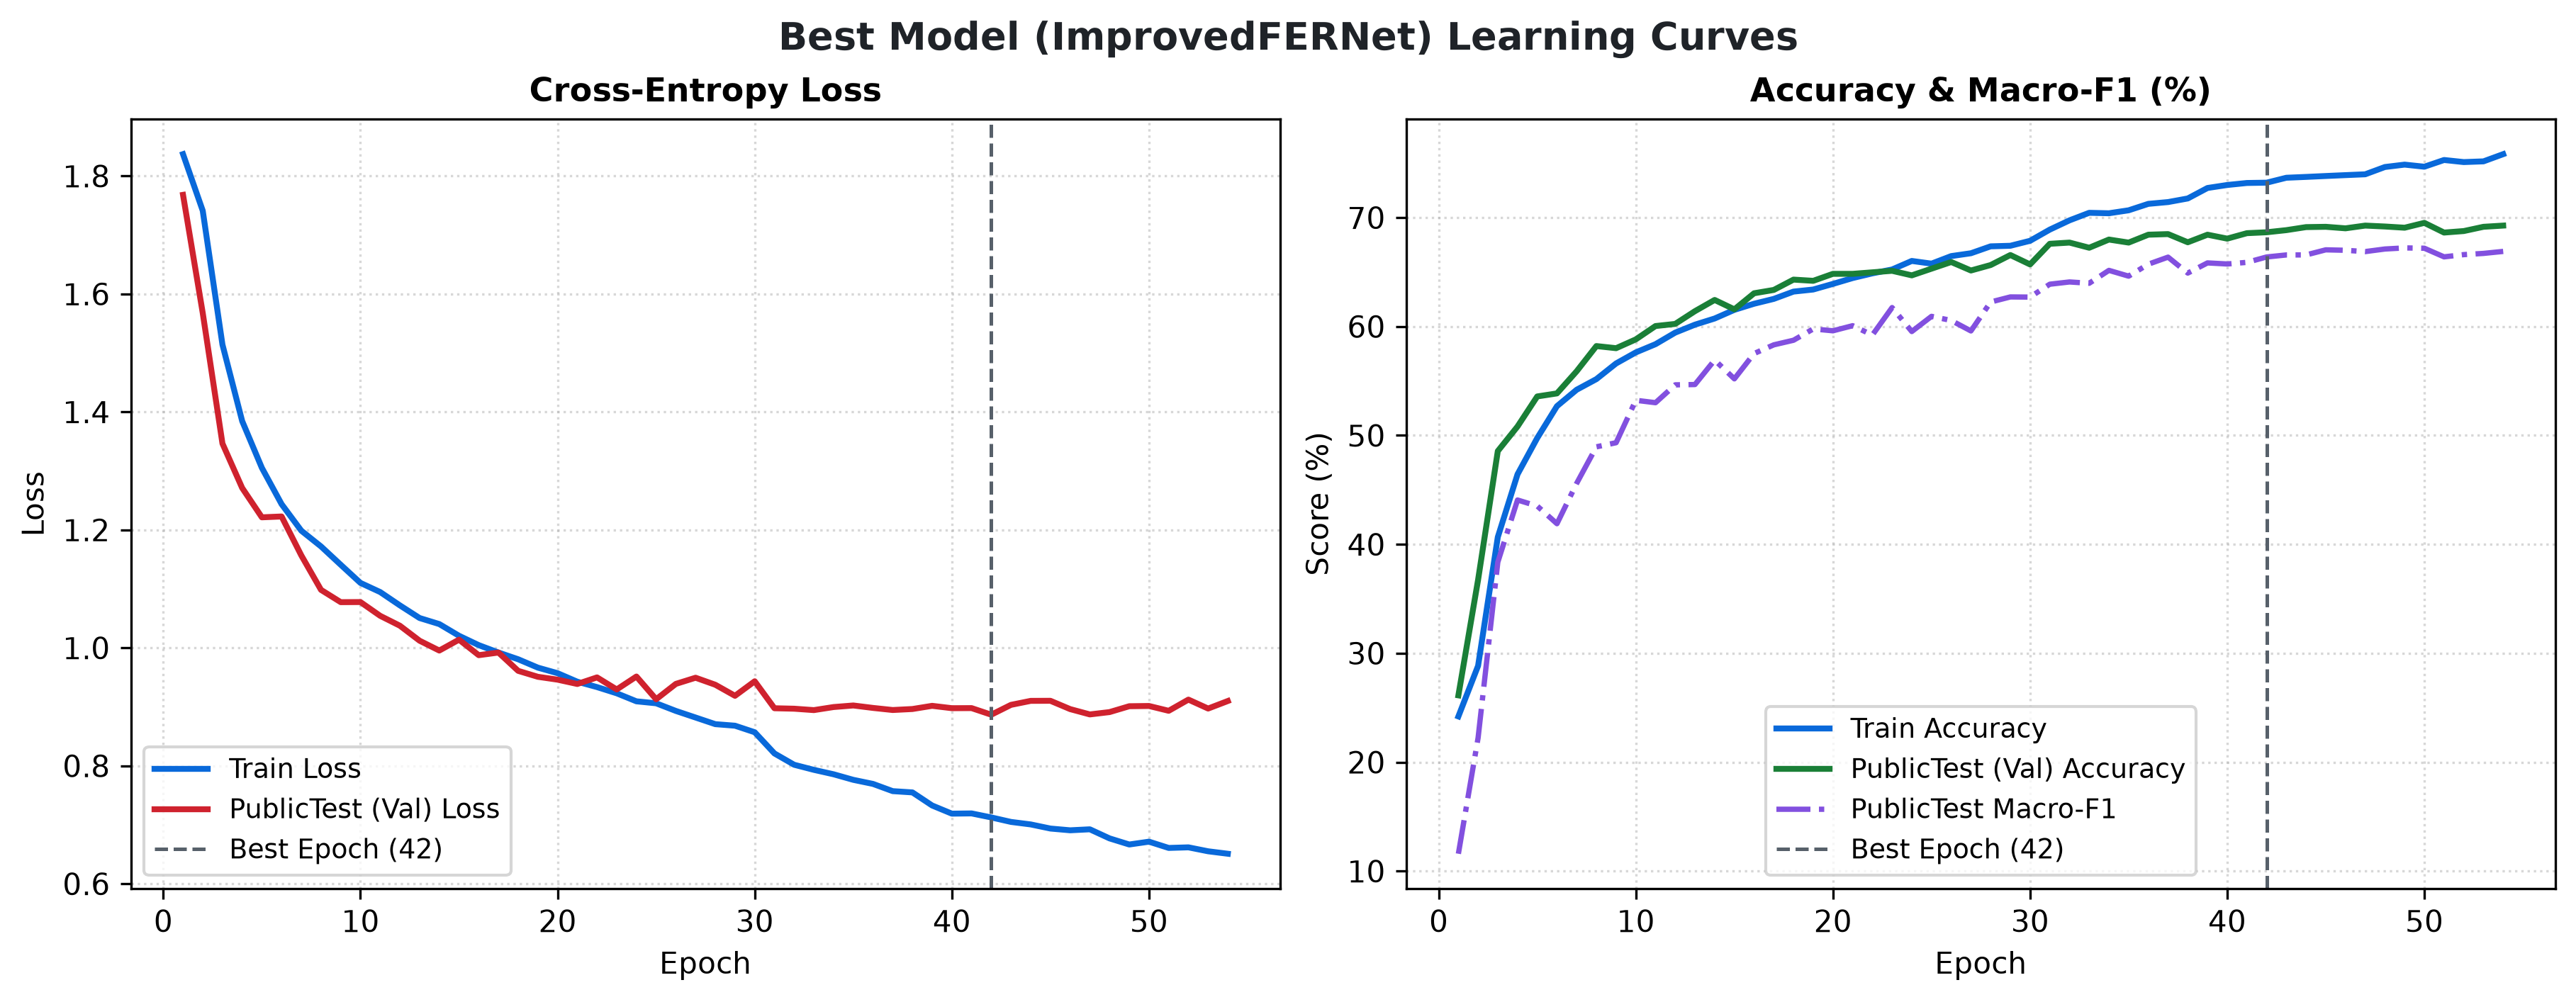 Best Model (ImprovedFERNet) Learning Curves
Cross-Entropy Loss
1.8
1.6
1.4
1.2
1.0
0.8
0.6
Loss
0 10 20 30 40 50
Epoch
Train Loss
PublicTest (Val) Loss
Best Epoch (42)
Accuracy & Macro-F1 (%)
70
60
50
40
30
20
10
Score (%)
0 10 20 30 40 50
Epoch
Train Accuracy
PublicTest (Val) Accuracy
PublicTest Macro-F1
Best Epoch (42)